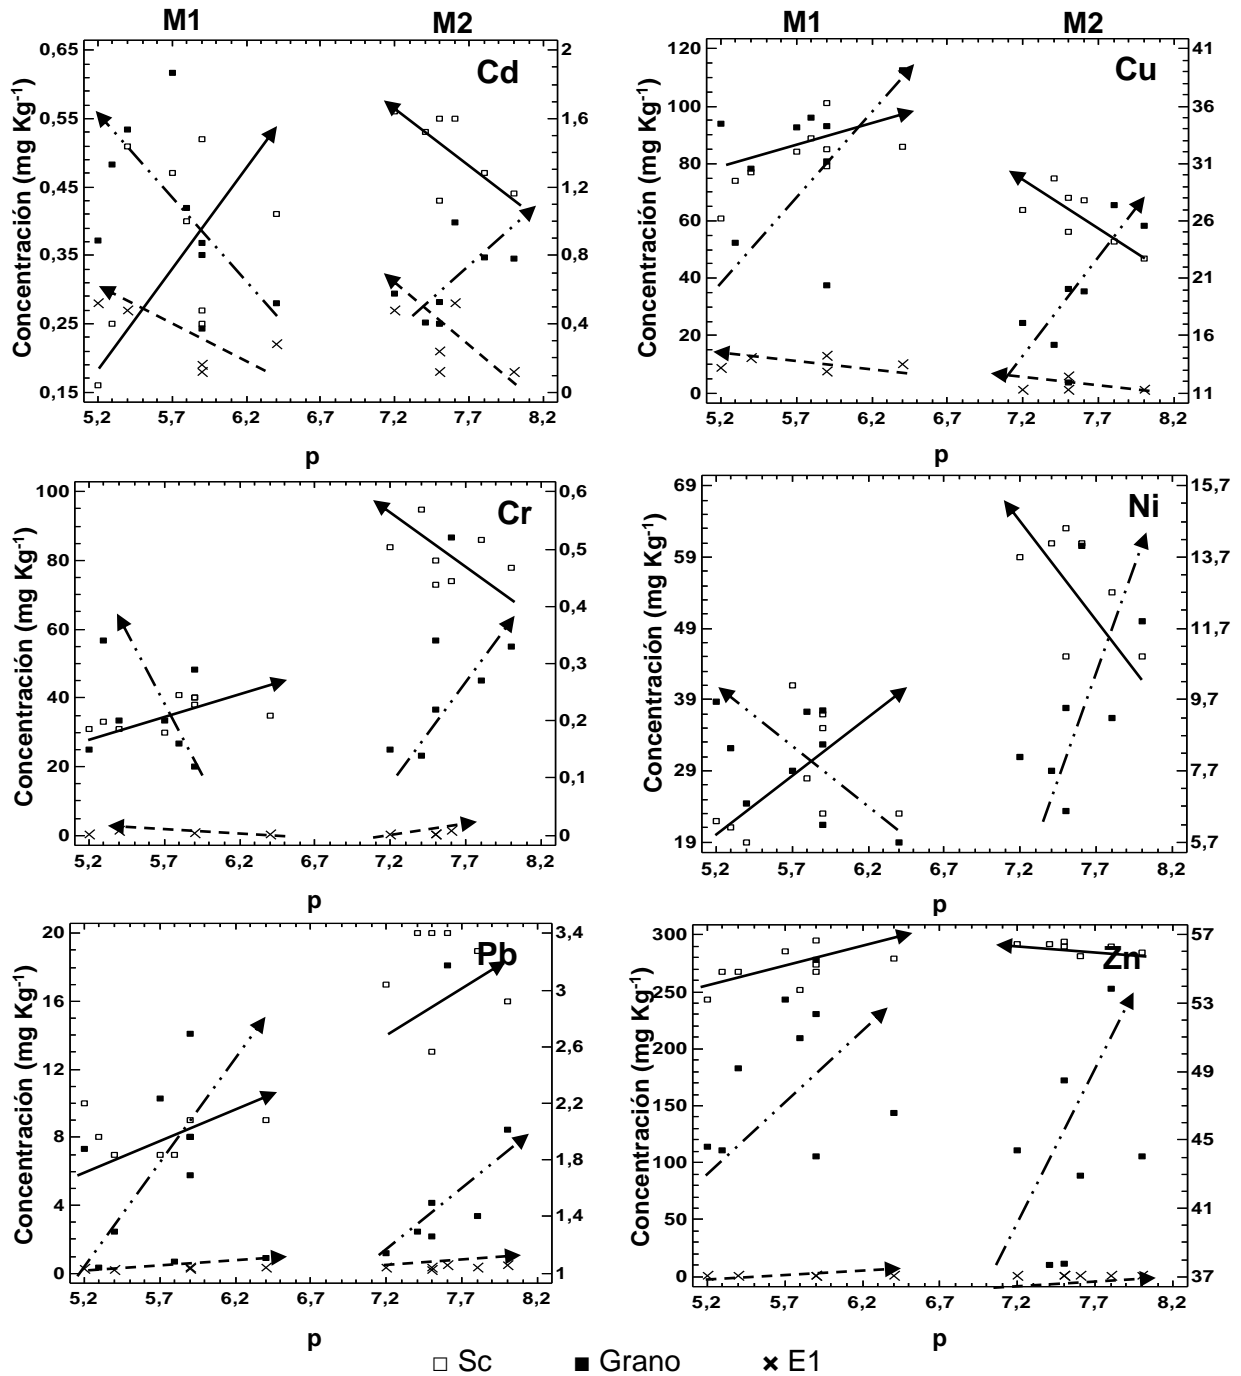 M1 M2 M1 M2
Cd
Concentración (mg Kg-1)
0,65
0,55
0,45
0,35
0,25
0,15
2
1,6
1,2
0,8
0,4
0
5,2 5,7 6,2 6,7 7,2 7,7 8,2
p
Cu
Concentración (mg Kg-1)
120
100
80
60
40
20
0
41
36
31
26
21
16
11
5,2 5,7 6,2 6,7 7,2 7,7 8,2
p
Cr
Concentración (mg Kg-1)
100
80
60
40
20
0
0,6
0,5
0,4
0,3
0,2
0,1
0
5,2 5,7 6,2 6,7 7,2 7,7 8,2
p
Ni
Concentración (mg Kg-1)
69
59
49
39
29
19
15,7
13,7
11,7
9,7
7,7
5,7
5,2 5,7 6,2 6,7 7,2 7,7 8,2
p
Pb
Concentración (mg Kg-1)
20
16
12
8
4
0
3,4
3
2,6
2,2
1,8
1,4
1
5,2 5,7 6,2 6,7 7,2 7,7 8,2
p
Zn
Concentración (mg Kg-1)
300
250
200
150
100
50
0
57
53
49
45
41
37
5,2 5,7 6,2 6,7 7,2 7,7 8,2
p
Sc Grano E1